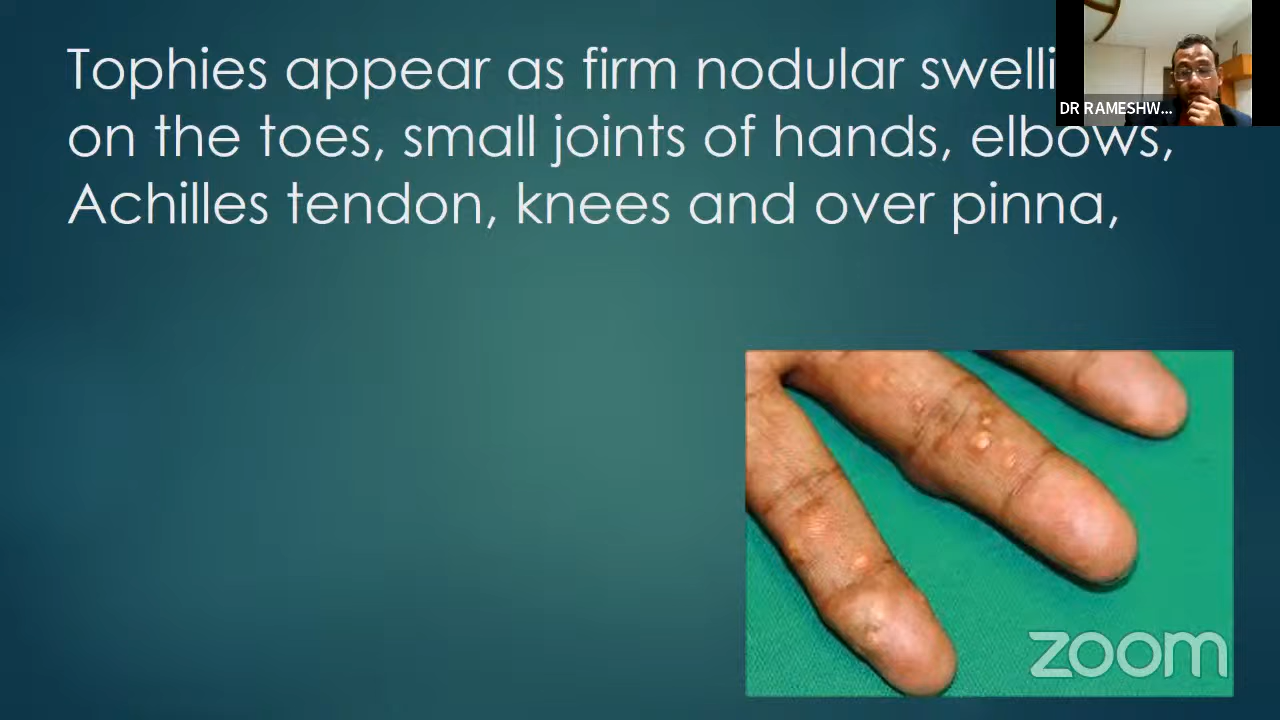 Tophies appear as firm nodular swelli
on the toes, small joints of hands, elbows,
Achilles tendon, knees and over pinna,
DR RAMESHW...
zoom